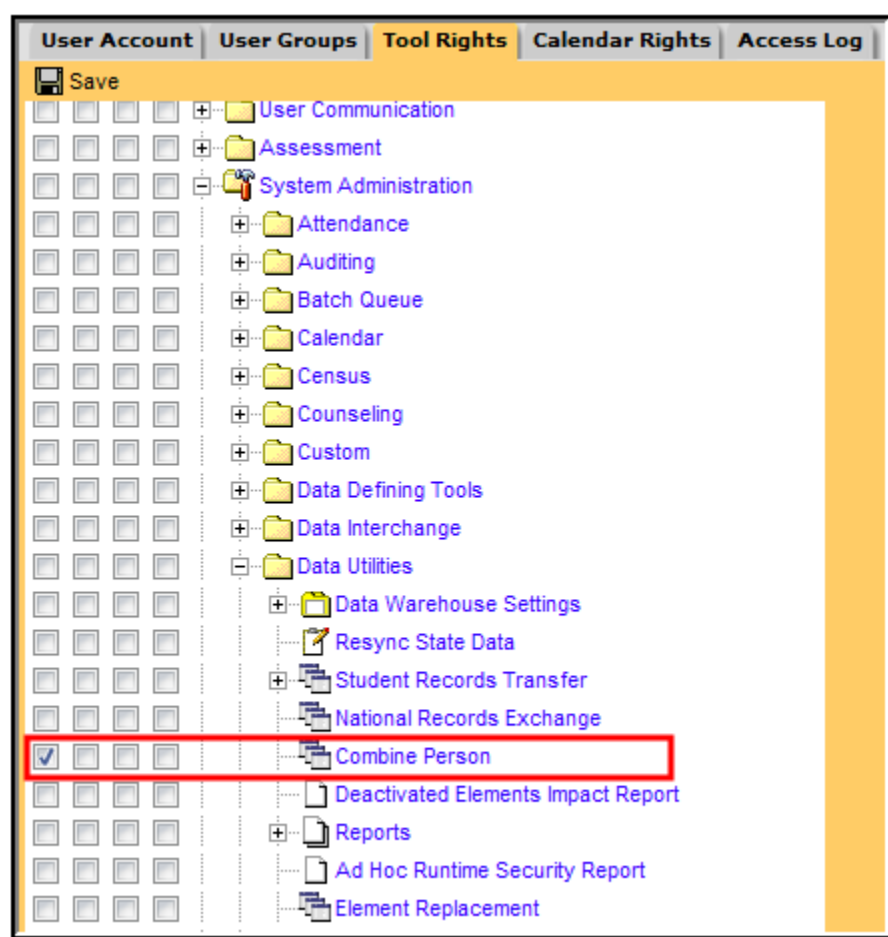 User Account User Groups Tool Rights Calendar Rights Access Log
Save
User Communication
Assessment
System Administration
Attendance
Auditing
Batch Queue
Calendar
Census
Counseling
Custom
Data Defining Tools
Data Interchange
Data Utilities
Data Warehouse Settings
Resync State Data
Student Records Transfer
National Records Exchange
Combine Person
Deactivated Elements Impact Report
Reports
Ad Hoc Runtime Security Report
Element Replacement